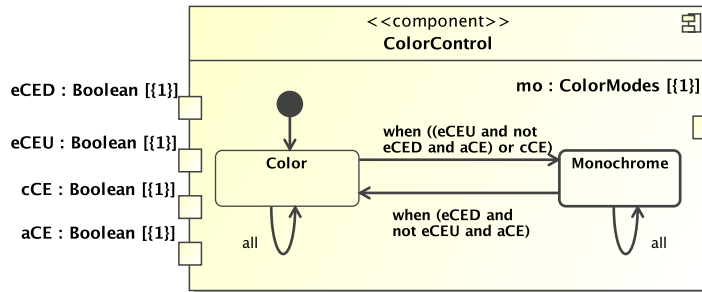 <<component>>
ColorControl
eCED : Boolean [{1}]
mo : ColorModes [{1}]
eCEU : Boolean [{1}]
when ((eCEU and not
eCED and aCE) or cCE)
Color
Monochrome
cCE : Boolean [{1}]
when (eCED and
not eCEU and aCE)
aCE : Boolean [{1}]
all
all